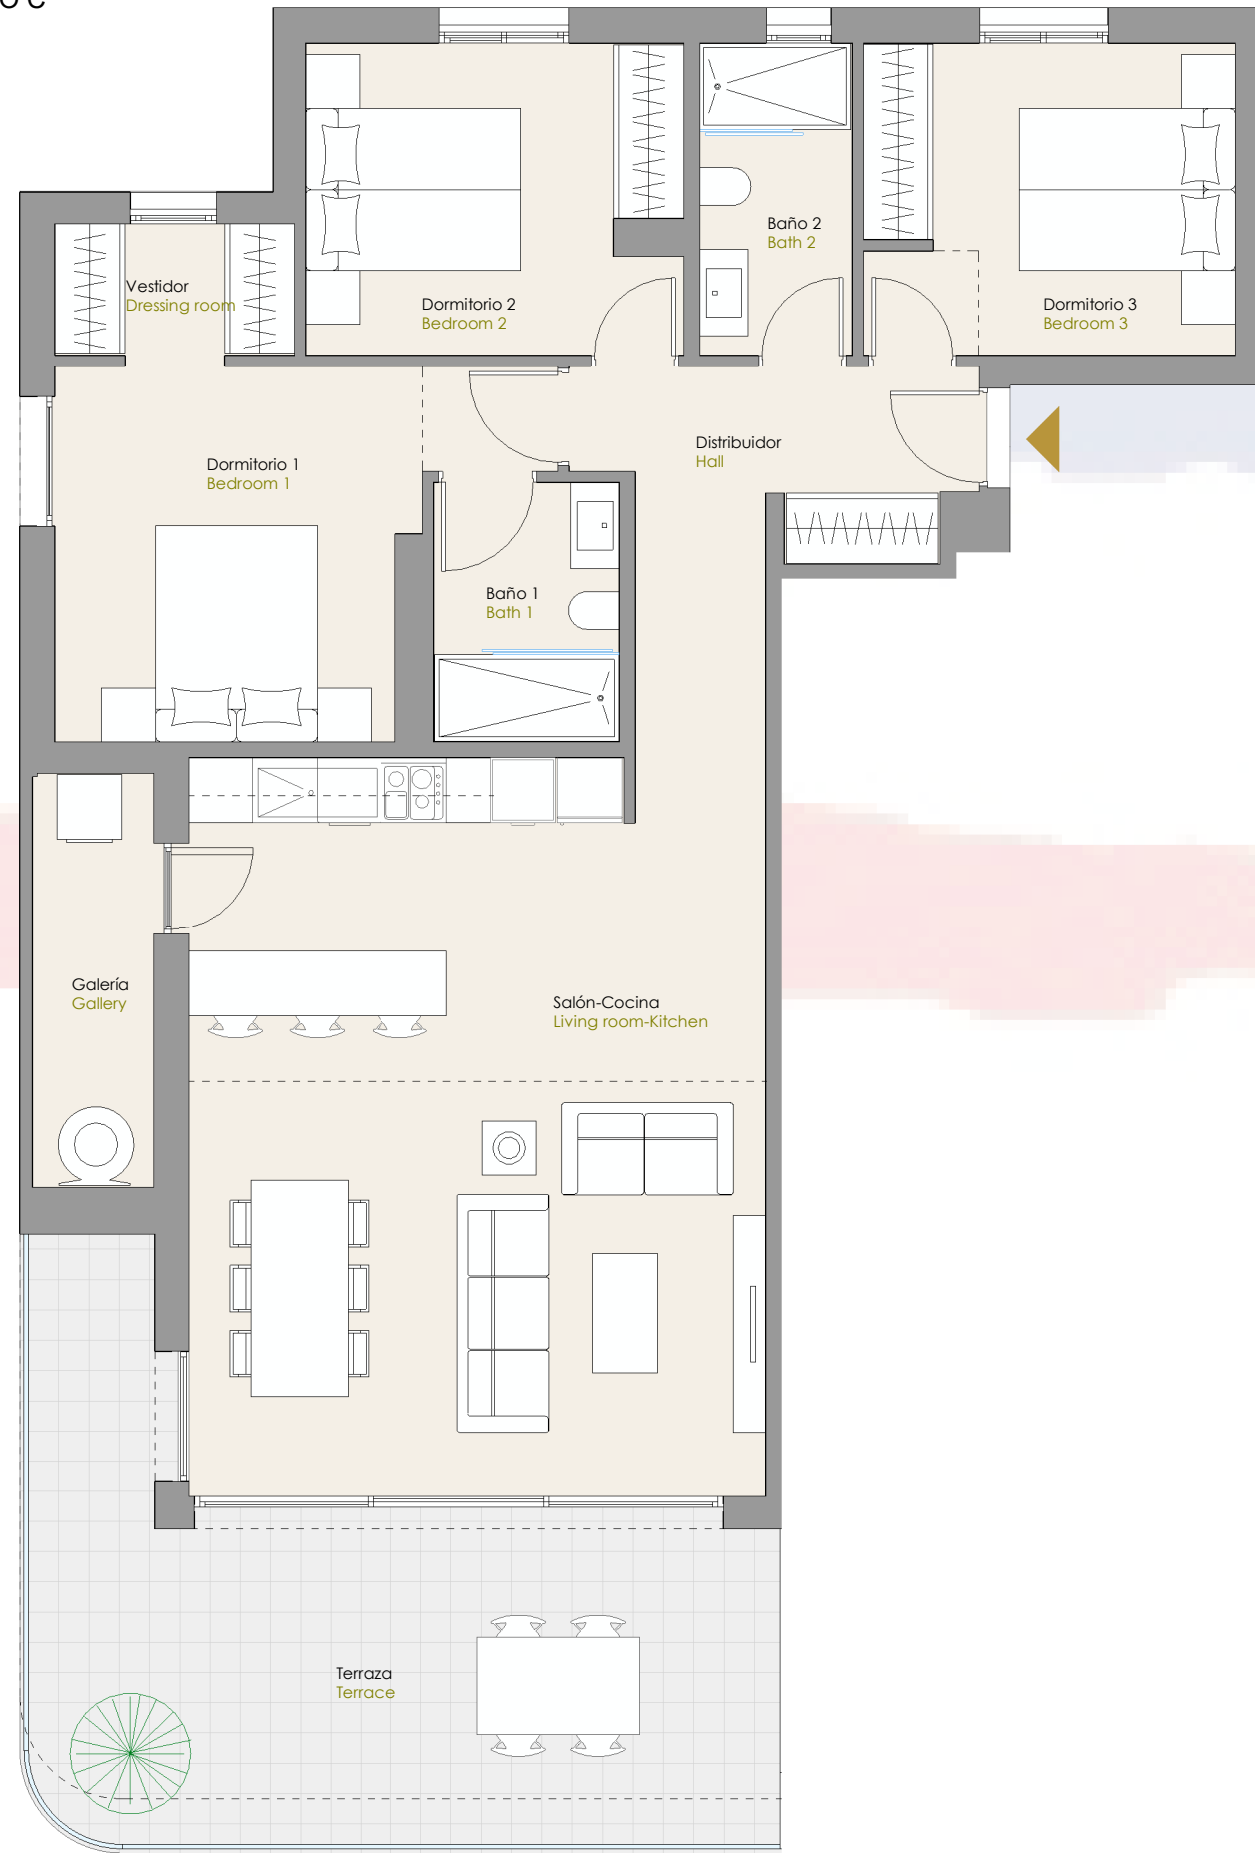 Baño 2
Bath 2
Vestidor
Dressing room
Dormitorio 2
Bedroom 2
Dormitorio 3
Bedroom 3
Distribuidor
Hall
Dormitorio 1
Bedroom 1
Baño 1
Bath 1
Galería
Gallery
Salón-Cocina
Living room-Kitchen
Terraza
Terrace